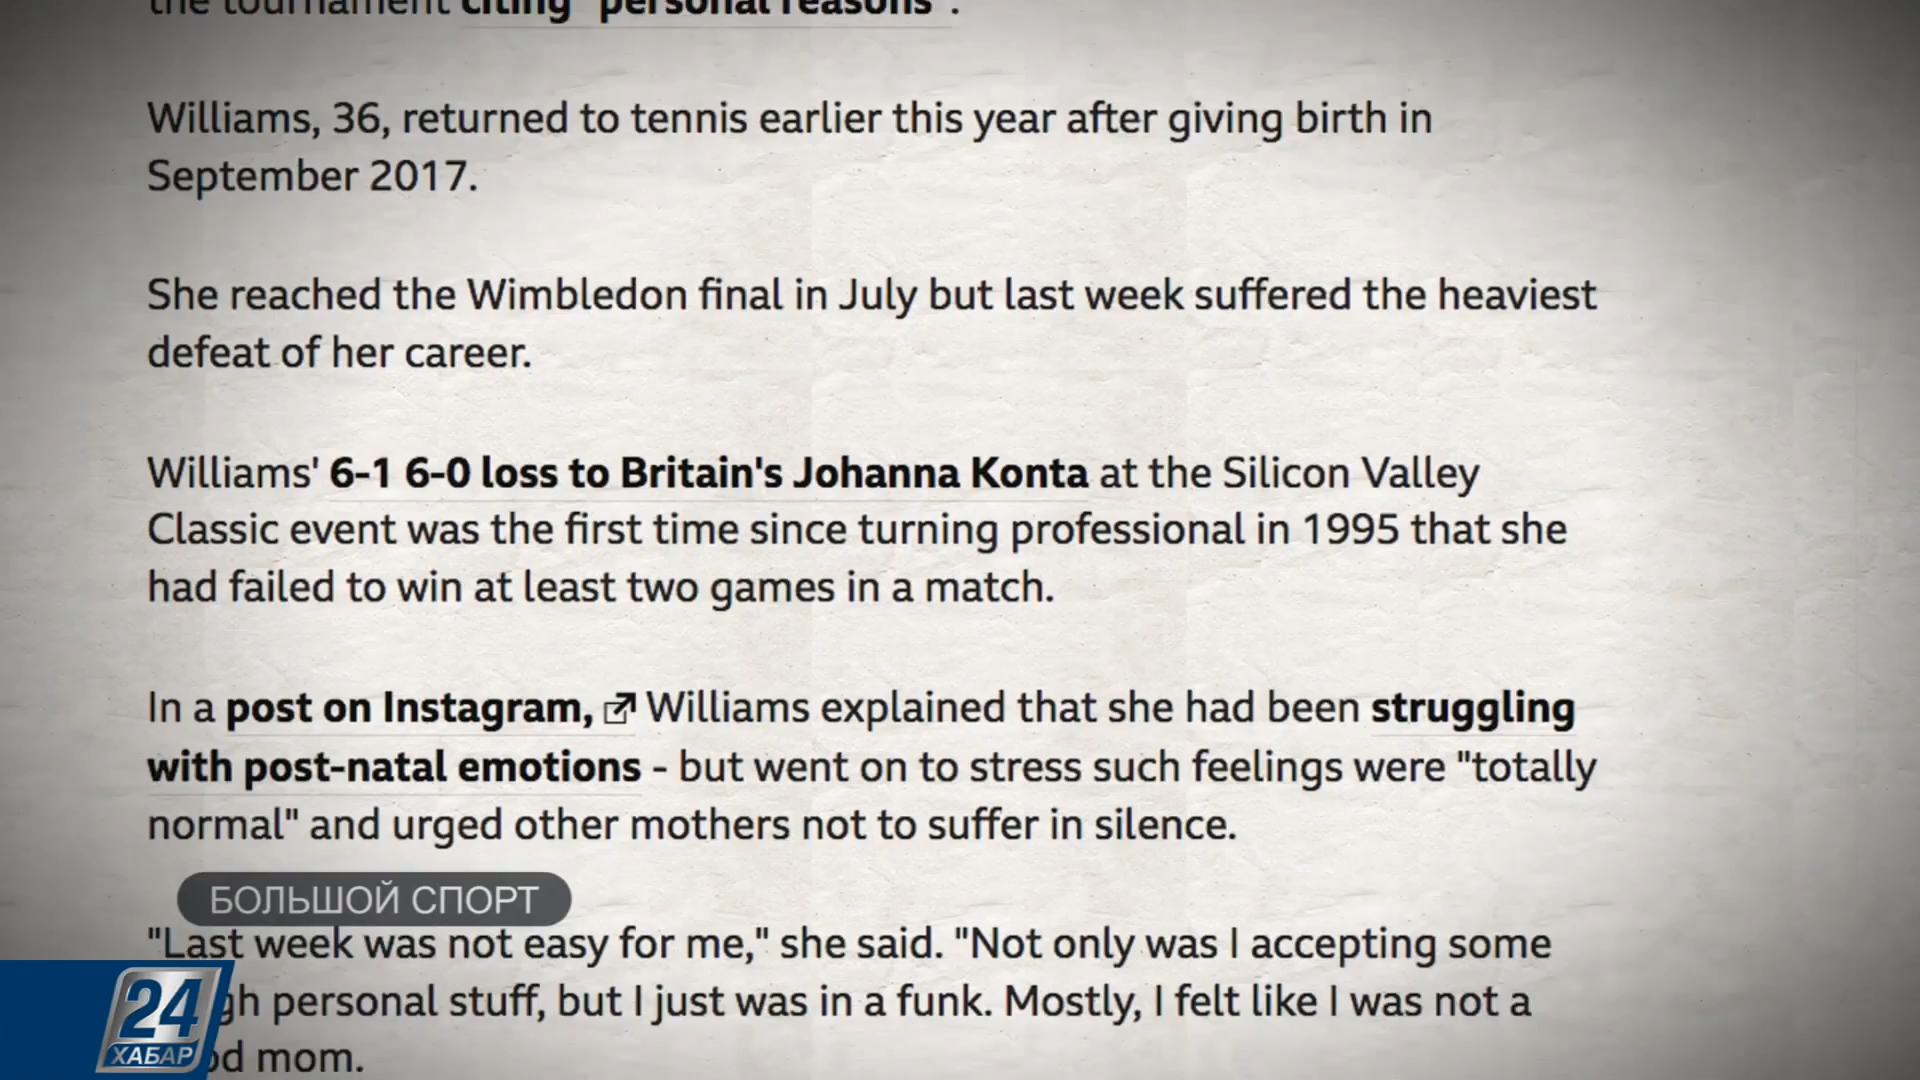 the tournament citing "personal reasons".
Williams, 36, returned to tennis earlier this year after giving birth in
September 2017.
She reached the Wimbledon final in July but last week suffered the heaviest
defeat of her career.
Williams' 6-1 6-0 loss to Britain's Johanna Konta at the Silicon Valley
Classic event was the first time since turning professional in 1995 that she
had failed to win at least two games in a match.
In a post on Instagram, Williams explained that she had been struggling
with post-natal emotions - but went on to stress such feelings were "totally
normal" and urged other mothers not to suffer in silence.
БОЛЬШОЙ СПОРТ
"Last week was not easy for me," she said. "Not only was I accepting some
personal stuff, but I just was in a funk. Mostly, I felt like I was not a
mom.
24
ХАБАР